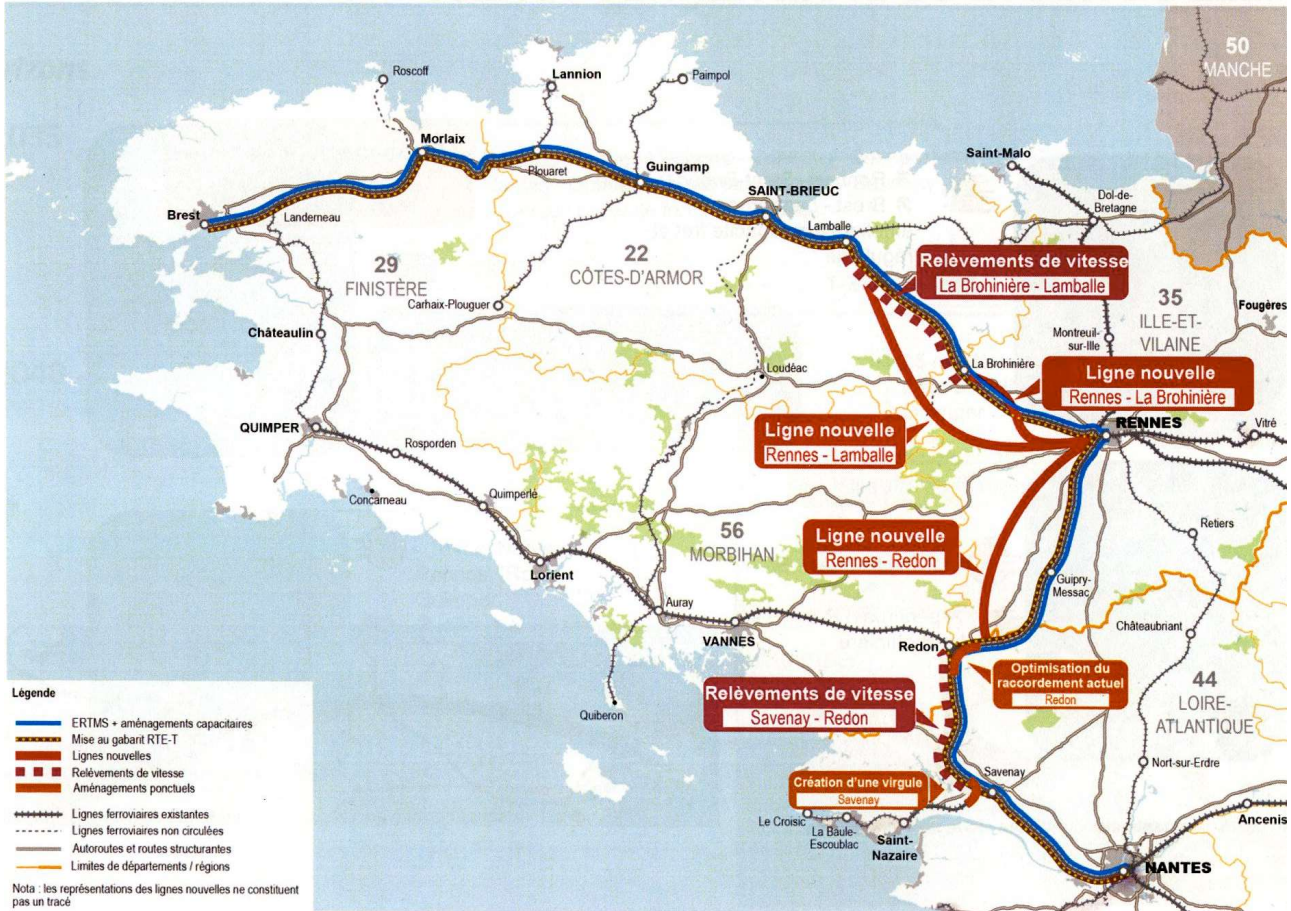 50
MANCHE
Roscoff
Lannion
Paimpol
Morlaix
Plouaret
Guingamp
Saint-Malo
Dol-de-
Bretagne
SAINT-BRIEUC
Brest
Landerneau
Lamballe
29
FINISTÈRE
22
CÔTES-D'ARMOR
Relèvements de vitesse
La Brohinière - Lamballe
35
ILLE-ET-
VILAINE
Fougères
Carhaix-Plouguer
Châteaulin
Montreuil-
sur-Ille
Loudéac
La Brohinière
Ligne nouvelle
Rennes - La Brohinière
QUIMPER
Rosporden
Ligne nouvelle
Rennes - Lamballe
RENNES
Vitré
Concarneau
Quimperlé
56
MORBIHAN
Ligne nouvelle
Rennes - Redon
Retiers
Lorient
Guipry-
Messac
Auray
VANNES
Redon
Châteaubriant
Optimisation du
raccordement actuel
Redon
44
LOIRE-
ATLANTIQUE
Quiberon
Relèvements de vitesse
Savenay - Redon
Création d'une virgule
Savenay
Savenay
Nort-sur-Erdre
Le Croisic
La Baule-
Escoublac
Saint-
Nazaire
Ancenis
NANTES
Légende
ERTMS + aménagements capacitaires
Mise au gabarit RTE-T
Lignes nouvelles
Relèvements de vitesse
Aménagements ponctuels
Lignes ferroviaires existantes
Lignes ferroviaires non circulées
Autoroutes et routes structurantes
Limites de départements / régions
Nota : les représentations des lignes nouvelles ne constituent
pas un tracé